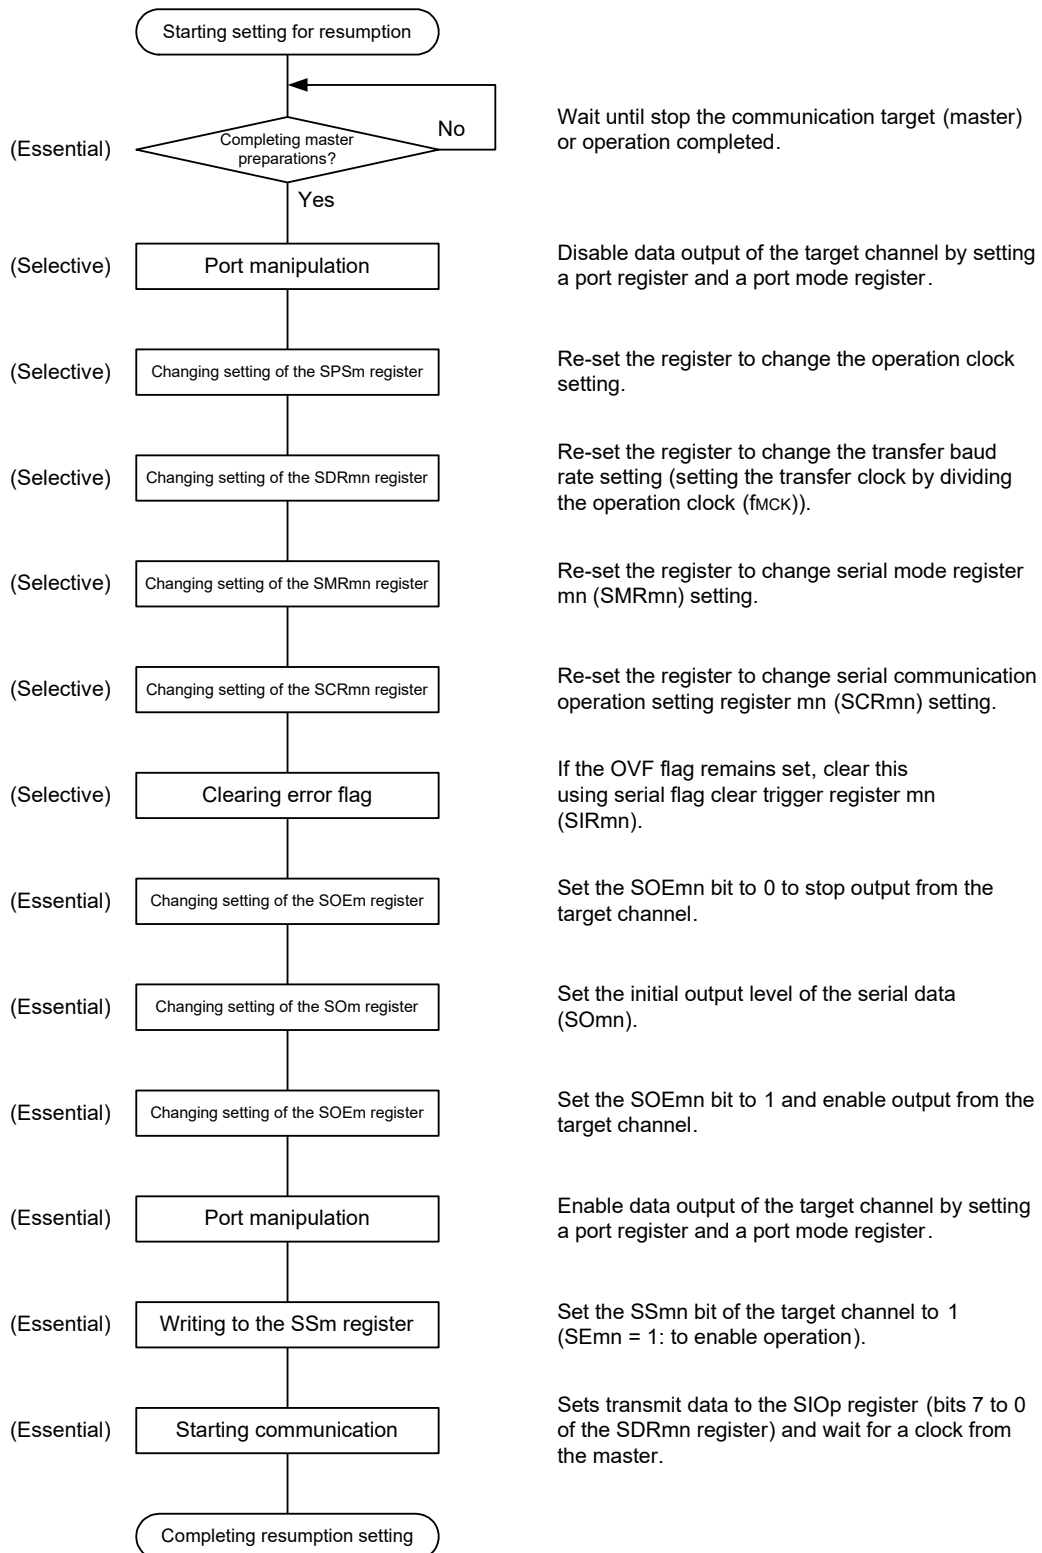 Starting setting for resumption
(Essential)
Completing master
preparations?
No
Yes
Wait until stop the communication target (master)
or operation completed.
(Selective)
Port manipulation
Disable data output of the target channel by setting
a port register and a port mode register.
(Selective)
Changing setting of the SPSm register
Re-set the register to change the operation clock
setting.
(Selective)
Changing setting of the SDRmn register
Re-set the register to change the transfer baud
rate setting (setting the transfer clock by dividing
the operation clock (fMCK)).
(Selective)
Changing setting of the SMRmn register
Re-set the register to change serial mode register
mn (SMRmn) setting.
(Selective)
Changing setting of the SCRmn register
Re-set the register to change serial communication
operation setting register mn (SCRmn) setting.
(Selective)
Clearing error flag
If the OVF flag remains set, clear this
using serial flag clear trigger register mn
(SIRmn).
(Essential)
Changing setting of the SOEm register
Set the SOEmn bit to 0 to stop output from the
target channel.
(Essential)
Changing setting of the SOm register
Set the initial output level of the serial data
(SOmn).
(Essential)
Changing setting of the SOEm register
Set the SOEmn bit to 1 and enable output from the
target channel.
(Essential)
Port manipulation
Enable data output of the target channel by setting
a port register and a port mode register.
(Essential)
Writing to the SSm register
Set the SSmn bit of the target channel to 1
(SEmn = 1: to enable operation).
(Essential)
Starting communication
Sets transmit data to the SIOp register (bits 7 to 0
of the SDRmn register) and wait for a clock from
the master.
Completing resumption setting